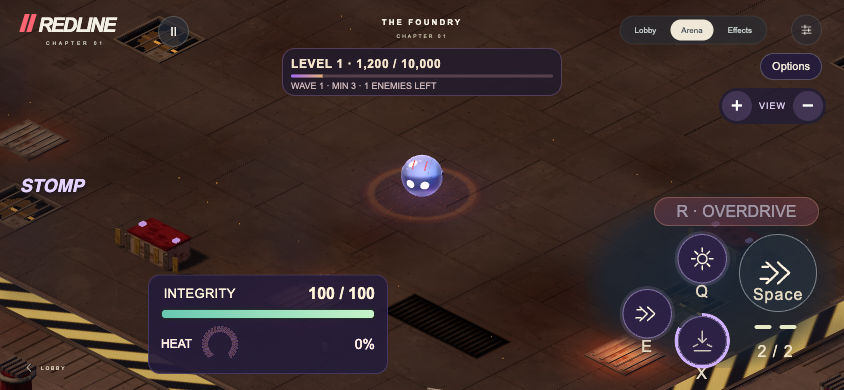 REDLINE
CHAPTER 01
THE FOUNDRY
CHAPTER 01
Lobby
Arena
Effects
LEVEL 1 · 1,200 / 10,000
WAVE 1 · MIN 3 · 1 ENEMIES LEFT
Options
+ VIEW −
STOMP
R · OVERDRIVE
Q
Space
E
X
2 / 2
INTEGRITY 100 / 100
HEAT 0%
LOBBY